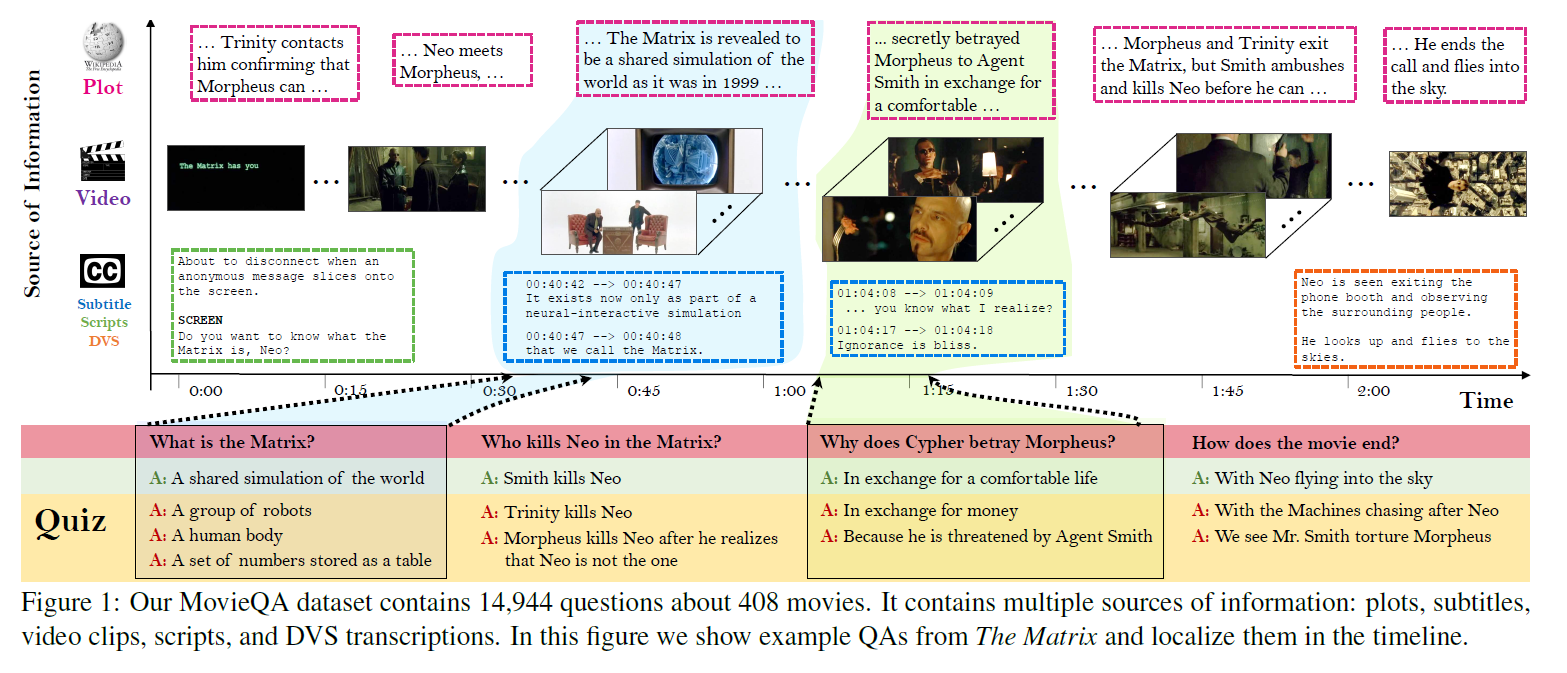 Source of Information
WIKIPEDIA
The Free Encyclopedia
Plot
... Trinity contacts
him confirming that
Morpheus can ...
... Neo meets
Morpheus, ...
... The Matrix is revealed to
be a shared simulation of the
world as it was in 1999 ...
... secretly betrayed
Morpheus to Agent
Smith in exchange for
a comfortable ...
... Morpheus and Trinity exit
the Matrix, but Smith ambushes
and kills Neo before he can ...
... He ends the
call and flies into
the sky.
Video
The Matrix has you
...
...
...
...
...
CC
Subtitle
Scripts
DVS
About to disconnect when an
anonymous message slices onto
the screen.
SCREEN
Do you want to know what the
Matrix is, Neo?
00:40:42 --> 00:40:47
It exists now only as part of a
neural-interactive simulation
00:40:47 --> 00:40:48
that we call the Matrix.
01:04:08 --> 01:04:09
... you know what I realize?
01:04:17 --> 01:04:18
Ignorance is bliss.
Neo is seen exiting the
phone booth and observing
the surrounding people.
He looks up and flies to the
skies.
0:00 0:15 0:30 0:45 1:00 1:15 1:30 1:45 2:00
Time
Quiz
What is the Matrix?
A: A shared simulation of the world
A: A group of robots
A: A human body
A: A set of numbers stored as a table
Who kills Neo in the Matrix?
A: Smith kills Neo
A: Trinity kills Neo
A: Morpheus kills Neo after he realizes
that Neo is not the one
Why does Cypher betray Morpheus?
A: In exchange for a comfortable life
A: In exchange for money
A: Because he is threatened by Agent Smith
How does the movie end?
A: With Neo flying into the sky
A: With the Machines chasing after Neo
A: We see Mr. Smith torture Morpheus
Figure 1: Our MovieQA dataset contains 14,944 questions about 408 movies. It contains multiple sources of information: plots, subtitles,
video clips, scripts, and DVS transcriptions. In this figure we show example QAs from The Matrix and localize them in the timeline.